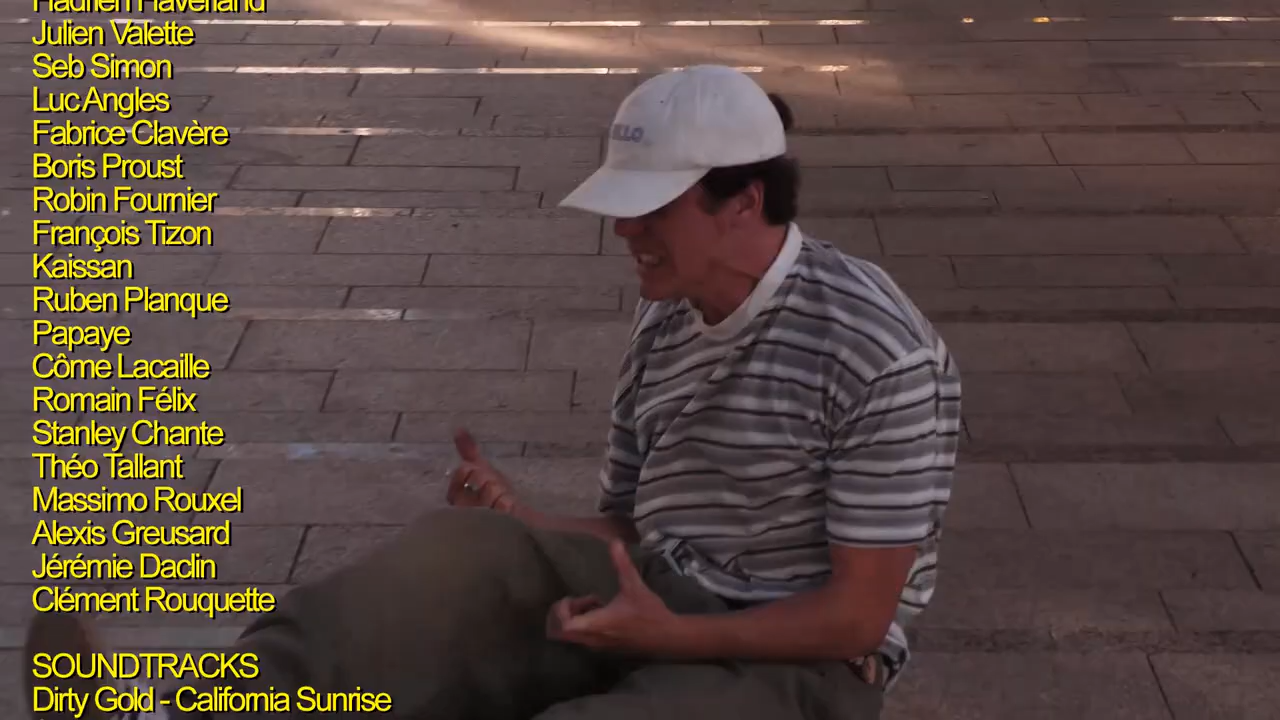 Hadrien Haverland
Julien Valette
Seb Simon
Luc Angles
Fabrice Clavère
Boris Proust
Robin Fournier
François Tizon
Kaissan
Ruben Planque
Papaye
Côme Lacaille
Romain Félix
Stanley Chante
Théo Tallant
Massimo Rouxel
Alexis Greusard
Jérémie Daclin
Clément Rouquette
SOUNDTRACKS
Dirty Gold - California Sunrise